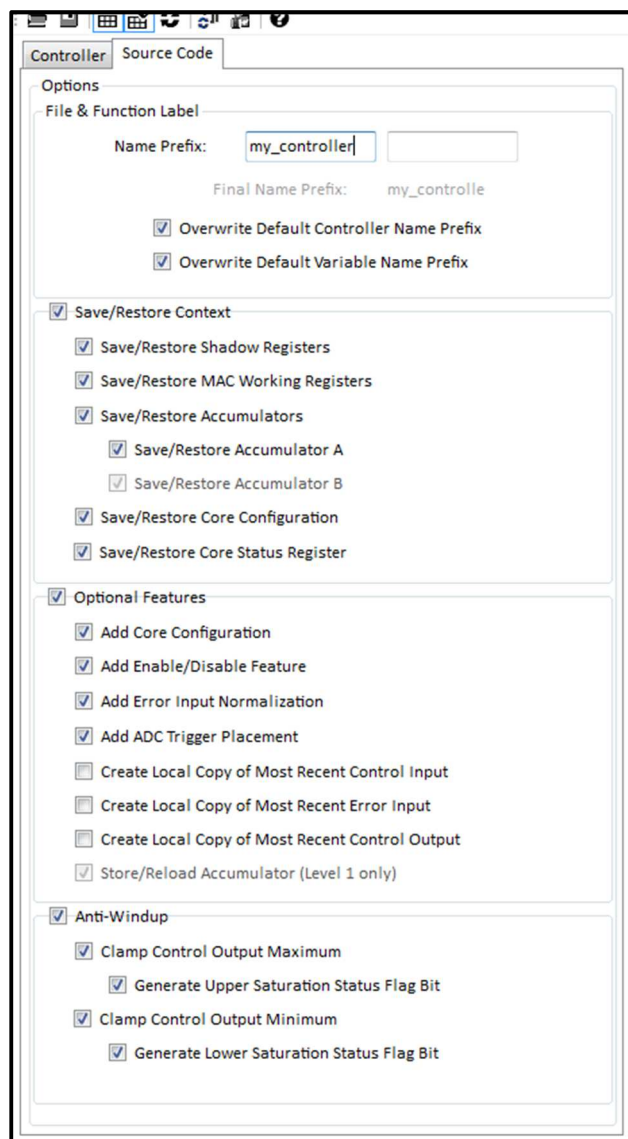 Controller Source Code
Options
File & Function Label
Name Prefix: my_controller
Final Name Prefix: my_controlle
Overwrite Default Controller Name Prefix
Overwrite Default Variable Name Prefix
Save/Restore Context
Save/Restore Shadow Registers
Save/Restore MAC Working Registers
Save/Restore Accumulators
Save/Restore Accumulator A
Save/Restore Accumulator B
Save/Restore Core Configuration
Save/Restore Core Status Register
Optional Features
Add Core Configuration
Add Enable/Disable Feature
Add Error Input Normalization
Add ADC Trigger Placement
Create Local Copy of Most Recent Control Input
Create Local Copy of Most Recent Error Input
Create Local Copy of Most Recent Control Output
Store/Reload Accumulator (Level 1 only)
Anti-Windup
Clamp Control Output Maximum
Generate Upper Saturation Status Flag Bit
Clamp Control Output Minimum
Generate Lower Saturation Status Flag Bit